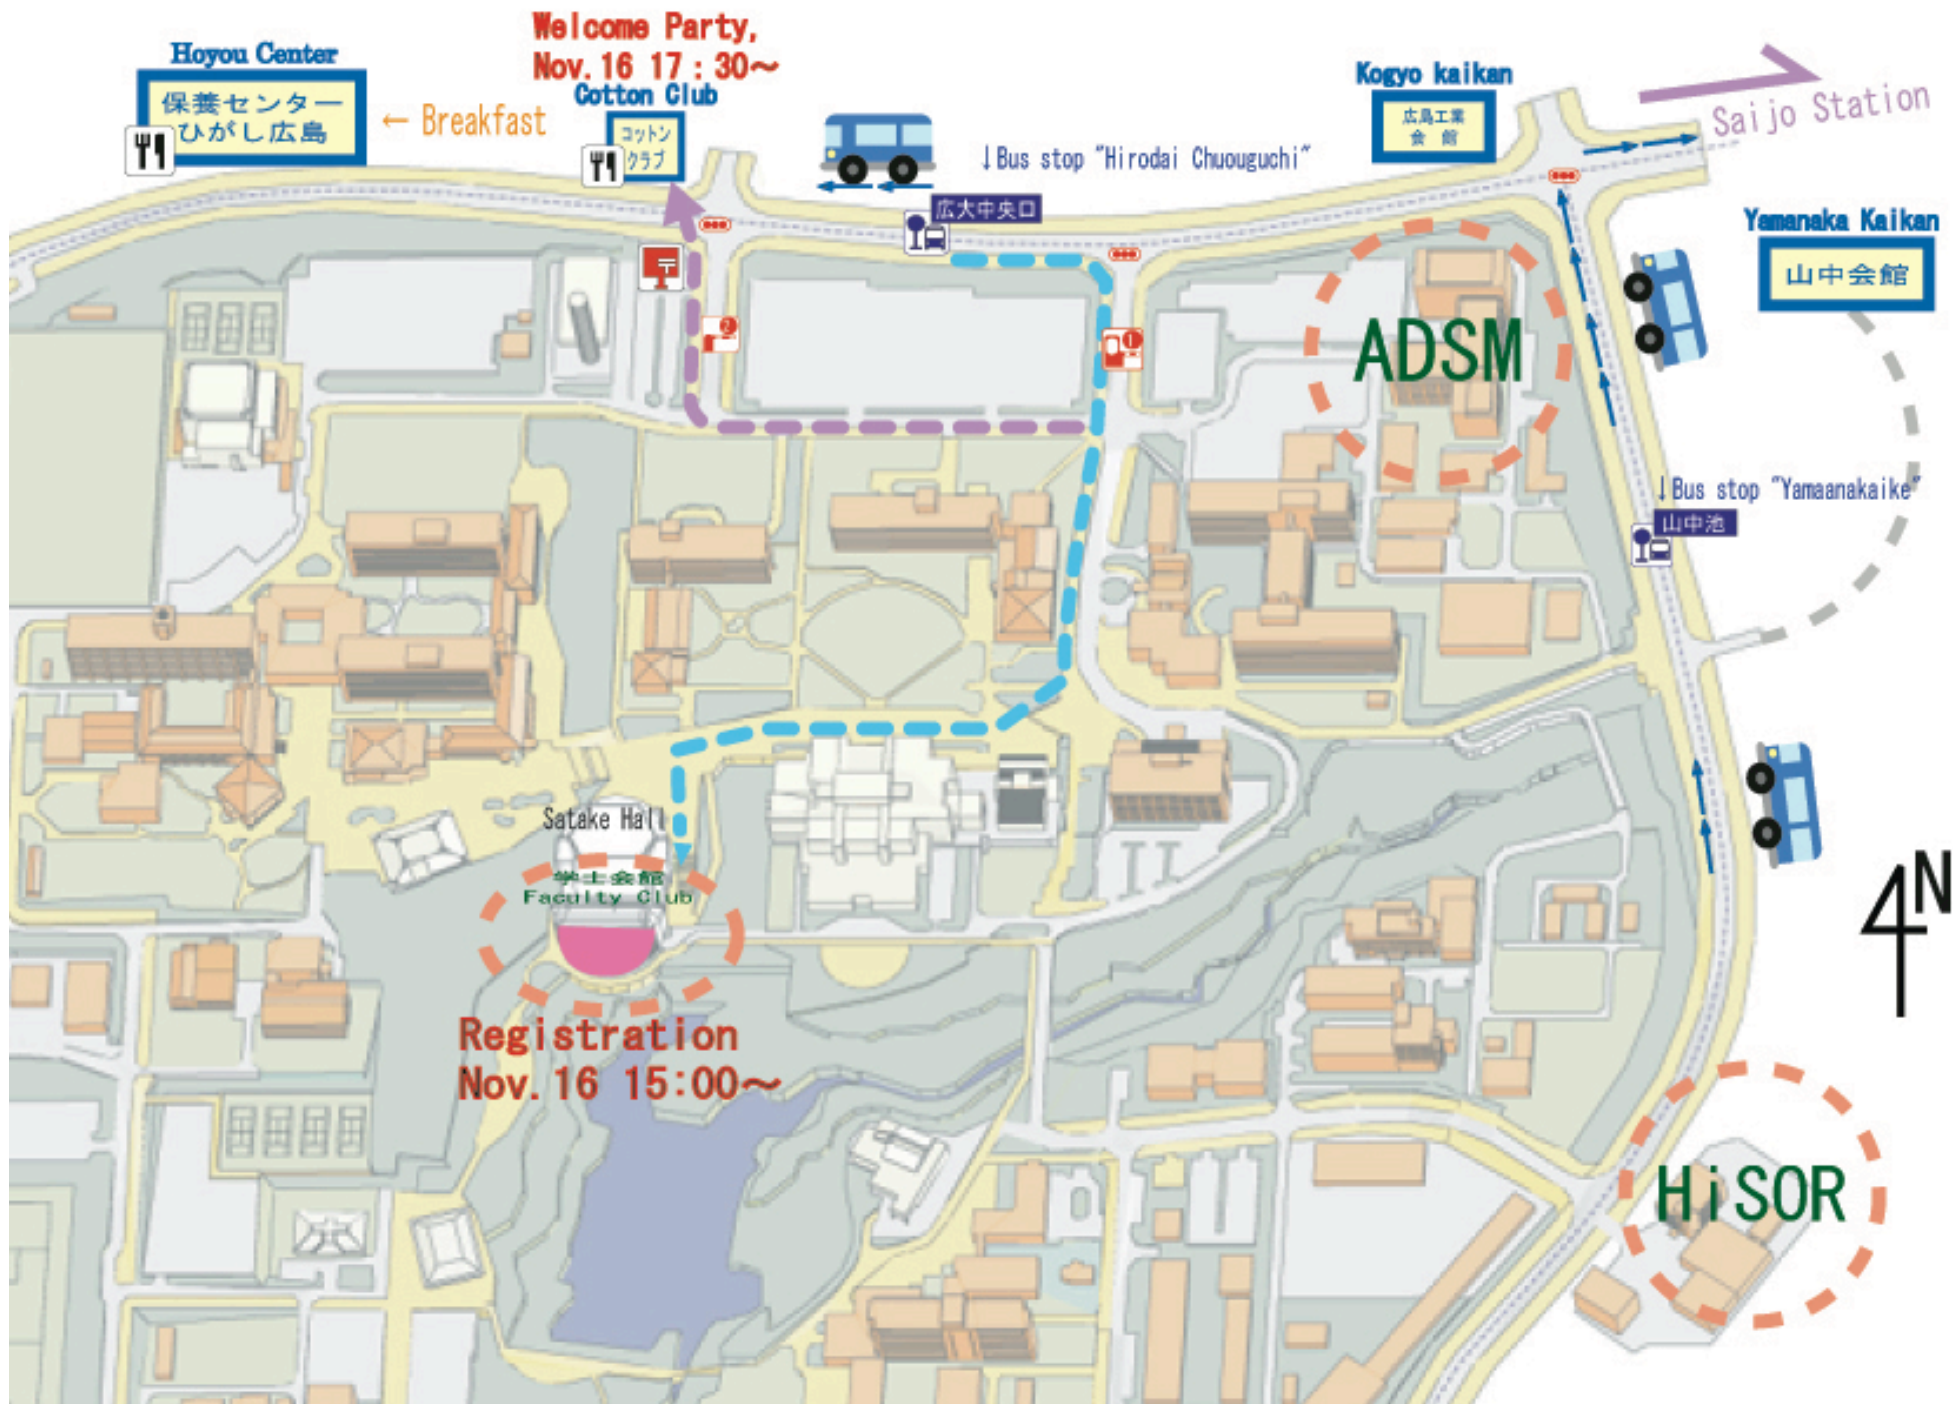 Welcome Party,
Nov.16 17:30～
Hoyou Center
保養センター
ひがし広島
← Breakfast
Cotton Club
コットン
クラブ
↓Bus stop "Hirodai Chuouguchi"
広大中央口
Kogyo kaikan
広島工業
会館
Saijo Station
Yamanaka Kaikan
山中会館
〒
2
1
ADSM
↓Bus stop "Yamaanakaike"
山中池
Satake Hall
学士会館
Faculty Club
N
Registration
Nov.16 15:00～
HiSOR